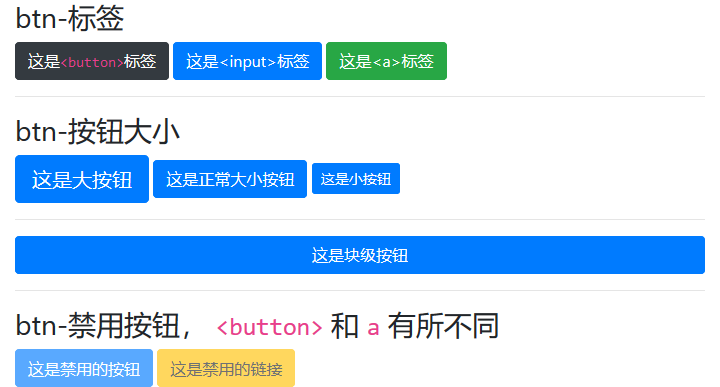 btn-标签
这是<button>标签 这是<input>标签 这是<a>标签
btn-按钮大小
这是大按钮 这是正常大小按钮 这是小按钮
这是块级按钮
btn-禁用按钮， <button> 和 a 有所不同
这是禁用的按钮 这是禁用的链接